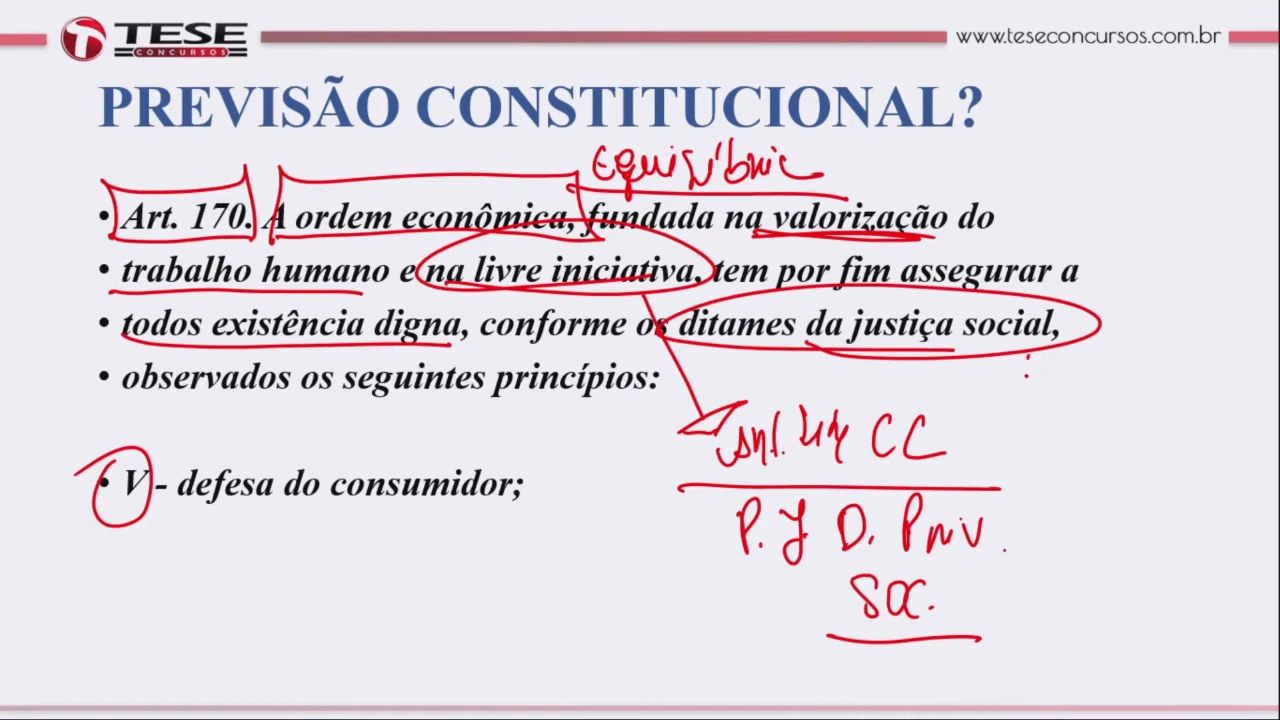 TESE
CONCURSOS
www.teseconcursos.com.br
PREVISÃO CONSTITUCIONAL?
• Art. 170. A ordem econômica, fundada na valorização do
• trabalho humano e na livre iniciativa, tem por fim assegurar a
• todos existência digna, conforme os ditames da justiça social,
• observados os seguintes princípios:
CC
• V - defesa do consumidor;
P. J D. Priv.
SOC.